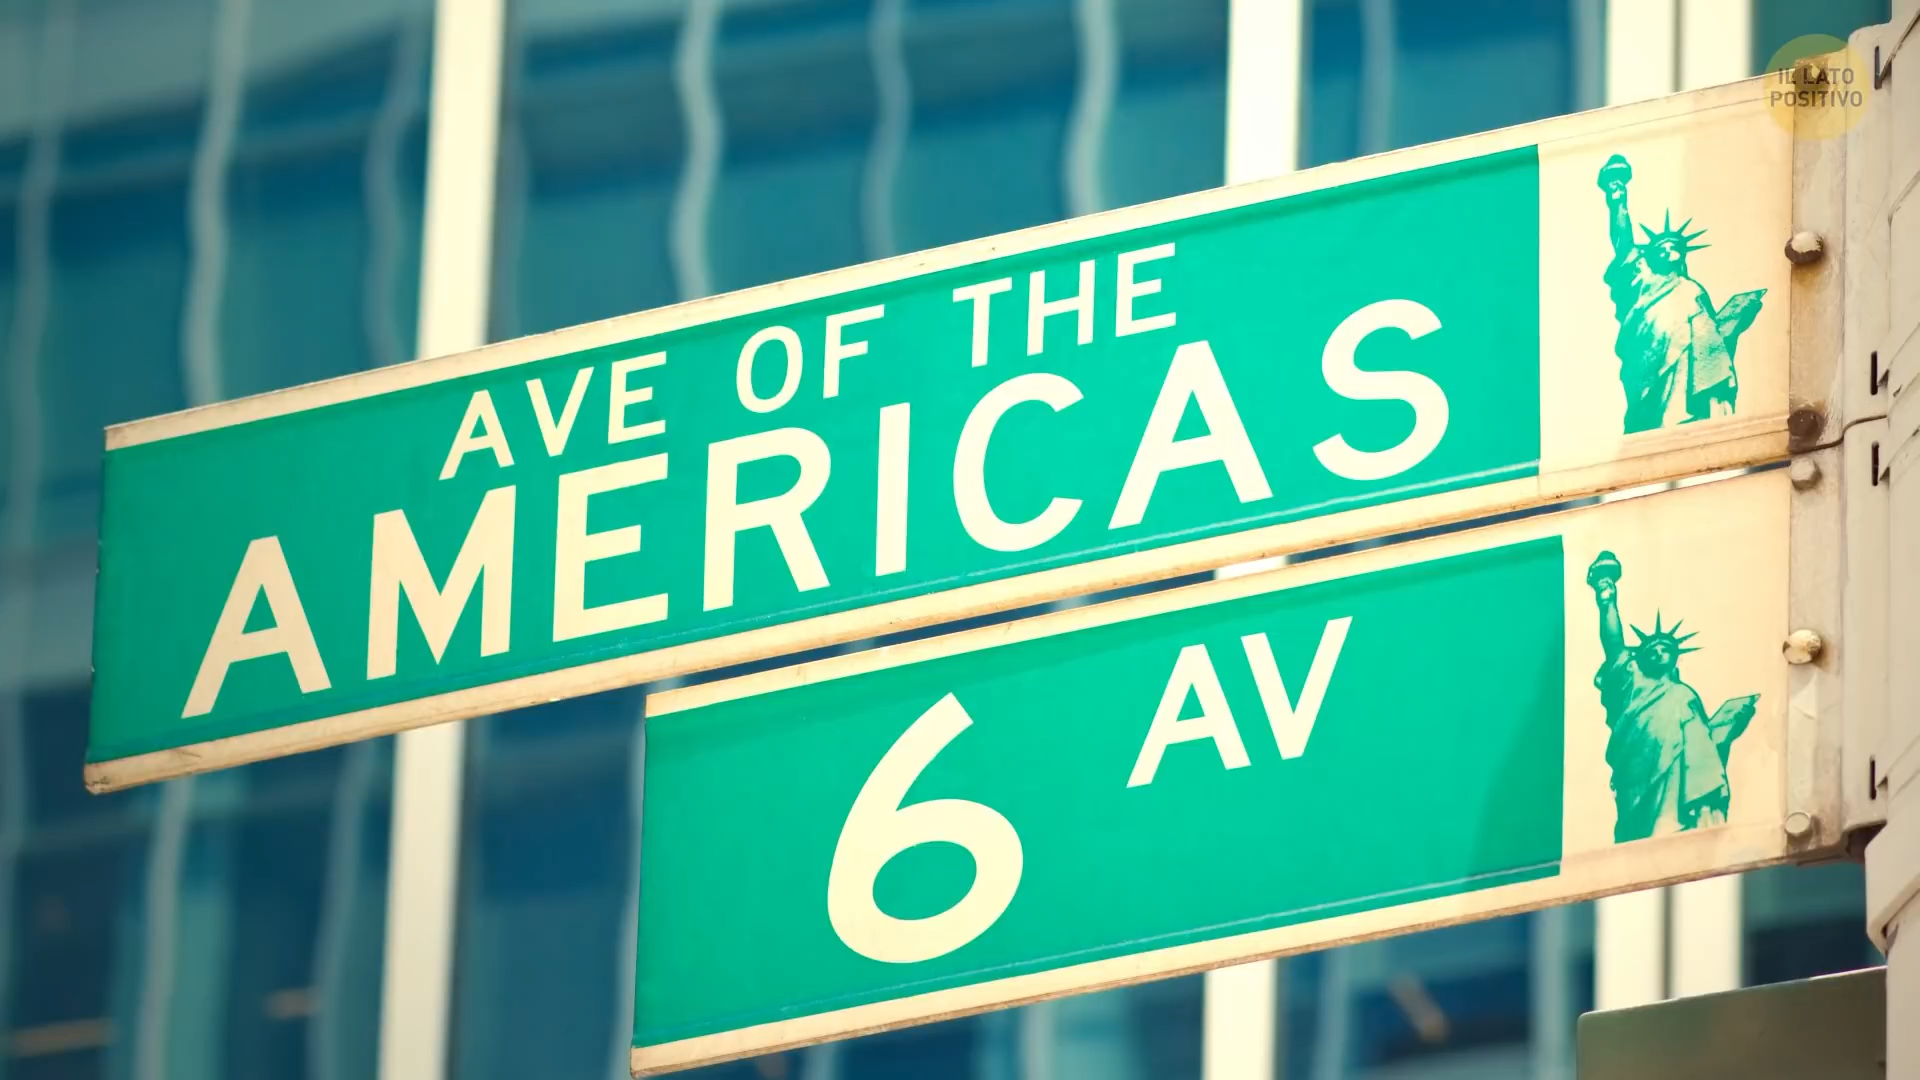 IL LATO
POSITIVO
AVE OF THE
AMERICAS
6 AV